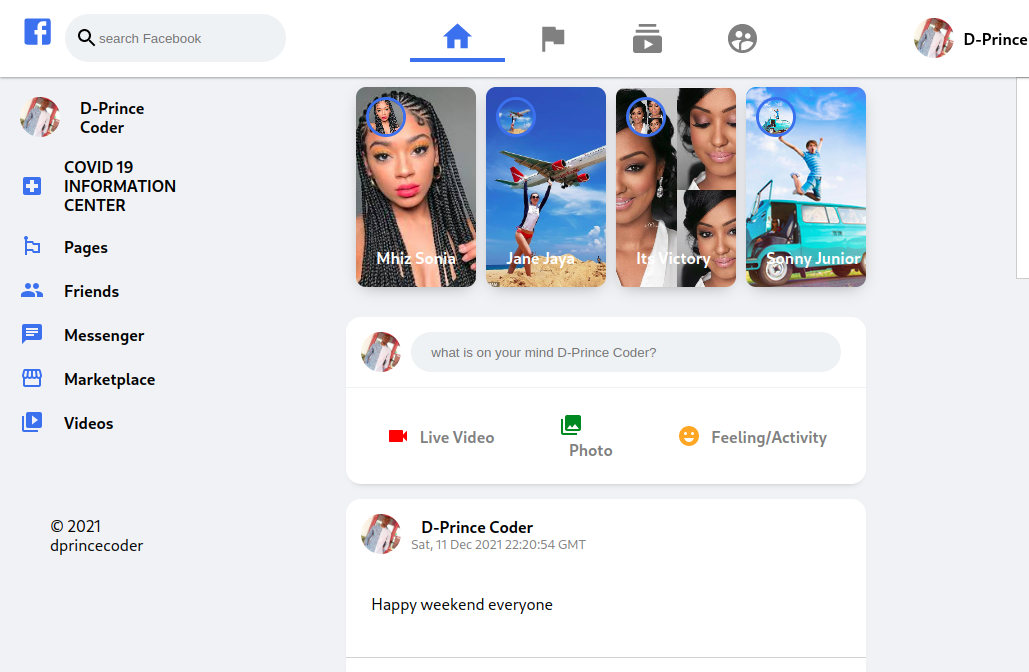 search Facebook
D-Prince
D-Prince
Coder
COVID 19
INFORMATION
CENTER
Pages
Friends
Messenger
Marketplace
Videos
© 2021
dprincecoder
Mhiz Sonia
Jane Jaya
Its Victory
Sonny Junior
what is on your mind D-Prince Coder?
Live Video
Photo
Feeling/Activity
D-Prince Coder
Sat, 11 Dec 2021 22:20:54 GMT
Happy weekend everyone